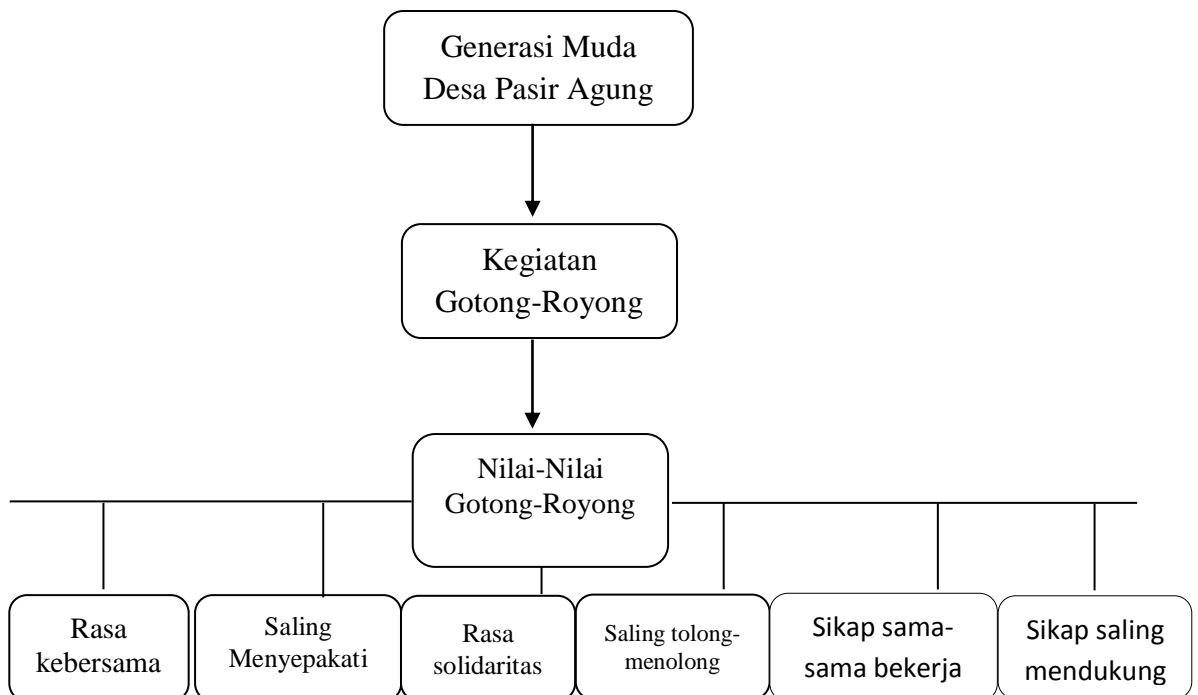 Generasi Muda
Desa Pasir Agung
Kegiatan
Gotong-Royong
Nilai-Nilai
Gotong-Royong
Rasa
kebersama
Saling
Menyepakati
Rasa
solidaritas
Saling tolong-
menolong
Sikap sama-
sama bekerja
Sikap saling
mendukung